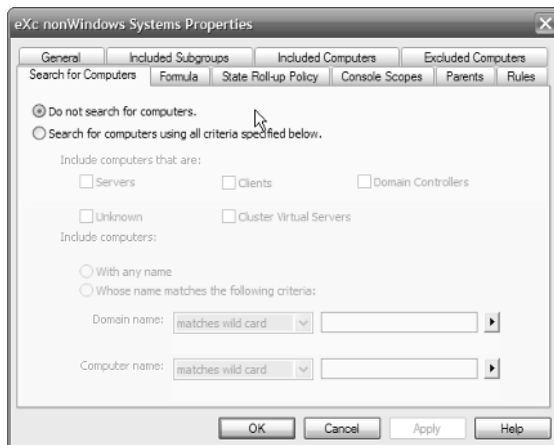 eXc nonWindows Systems Properties
General Included Subgroups Included Computers Excluded Computers
Search for Computers Formula State Roll-up Policy Console Scopes Parents Rules
Do not search for computers.
Search for computers using all criteria specified below.
Include computers that are:
Servers Clients Domain Controllers
Unknown Cluster Virtual Servers
Include computers:
With any name
Whose name matches the following criteria:
Domain name: matches wild card
Computer name: matches wild card
OK Cancel Apply Help